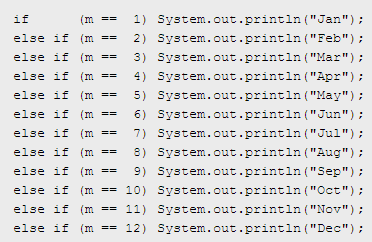 if      (m ==  1) System.out.println("Jan");
else if (m ==  2) System.out.println("Feb");
else if (m ==  3) System.out.println("Mar");
else if (m ==  4) System.out.println("Apr");
else if (m ==  5) System.out.println("May");
else if (m ==  6) System.out.println("Jun");
else if (m ==  7) System.out.println("Jul");
else if (m ==  8) System.out.println("Aug");
else if (m ==  9) System.out.println("Sep");
else if (m == 10) System.out.println("Oct");
else if (m == 11) System.out.println("Nov");
else if (m == 12) System.out.println("Dec");